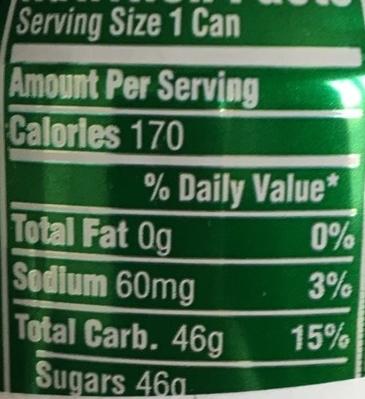 Serving Size 1 Can
Amount Per Serving
Calories 170
% Daily Value*
Total Fat 0g 0%
Sodium 60mg 3%
Total Carb. 46g 15%
Sugars 46g